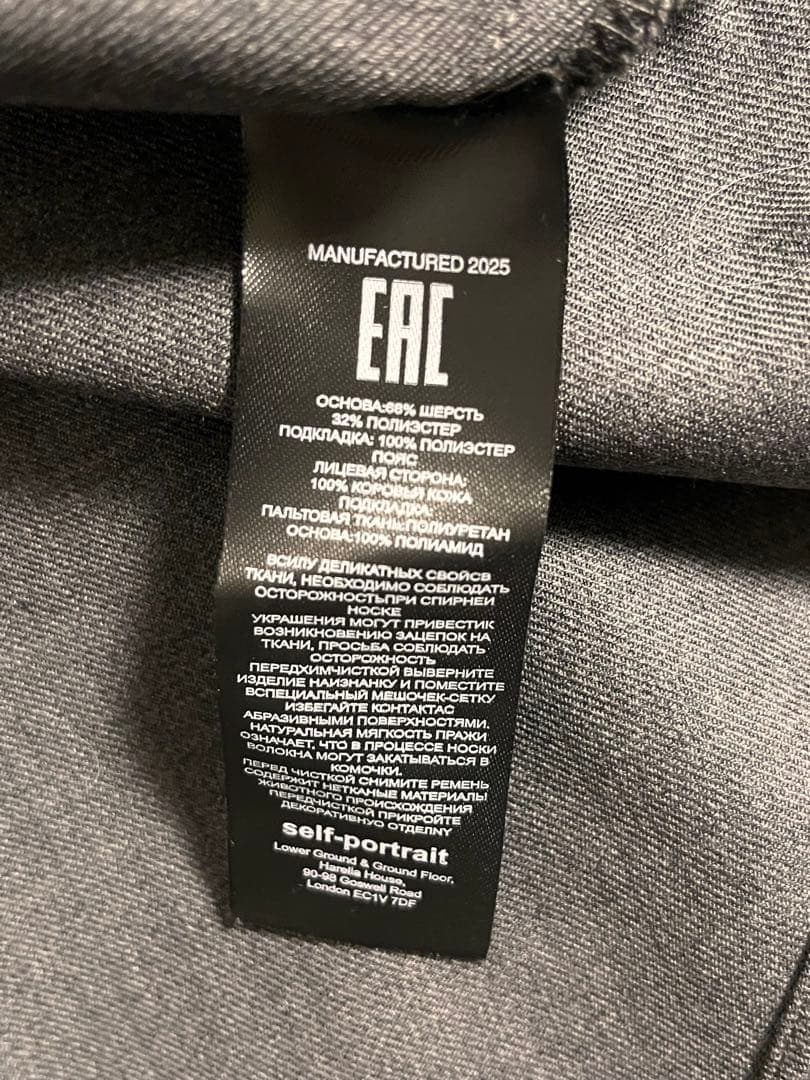 MANUFACTURED 2025
EAC
ОСНОВА:68% ШЕРСТЬ
32% ПОЛИЭСТЕР
ПОДКЛАДКА: 100% ПОЛИЭСТЕР
ПОЯС
ЛИЦЕВАЯ СТОРОНА:
100% КОРОВЬЯ КОЖА
ПОДКЛАДКА:
ПАЛЬТОВАЯ ТКАНЬ:ПОЛИУРЕТАН
ОСНОВА:100% ПОЛИАМИД
ВСИЛУ ДЕЛИКАТНЫХ СВОЙСВ
ТКАНИ, НЕОБХОДИМО СОБЛЮДАТЬ
ОСТОРОЖНОСТЬПРИ СПИРНЕЙ
НОСКЕ
УКРАШЕНИЯ МОГУТ ПРИВЕСТИК
ВОЗНИКНОВЕНИЮ ЗАЦЕПОК НА
ТКАНИ, ПРОСЬБА СОБЛЮДАТЬ
ОСТОРОЖНОСТЬ
ПЕРЕДХИМЧИСТКОЙ ВЫВЕРНИТЕ
ИЗДЕЛИЕ НАИЗНАНКУ И ПОМЕСТИТЕ
ВСПЕЦИАЛЬНЫЙ МЕШОЧЕК-СЕТКУ
ИЗБЕГАЙТЕ КОНТАКТАС
АБРАЗИВНЫМИ ПОВЕРХНОСТЯМИ.
НАТУРАЛЬНАЯ МЯГКОСТЬ ПРЯЖИ
ОЗНАЧАЕТ, ЧТО В ПРОЦЕССЕ НОСКИ
ВОЛОКНА МОГУТ ЗАКАТЫВАТЬСЯ В
КОМОЧКИ.
ПЕРЕД ЧИСТКОЙ СНИМИТЕ РЕМЕНЬ
СОДЕРЖИТ НЕТКАНЫЕ МАТЕРИАЛЫ
ЖИВОТНОГО ПРОИСХОЖДЕНИЯ
ПЕРЕДЧИСТКОЙ ПРИКРОЙТЕ
ДЕКОРАТИВНУО ОТДЕЛNY
self-portrait
Lower Ground & Ground Floor,
Harella House,
90-98 Goswell Road
London EC1V 7DF